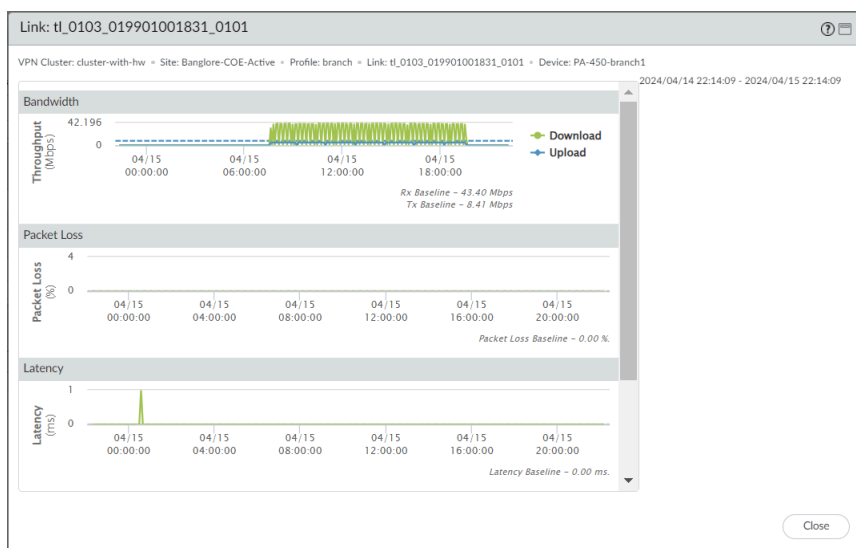 Link: tl_0103_019901001831_0101
VPN Cluster: cluster-with-hw • Site: Banglore-COE-Active • Profile: branch • Link: tl_0103_019901001831_0101 • Device: PA-450-branch1
2024/04/14 22:14:09 - 2024/04/15 22:14:09
Bandwidth
Throughput
(Mbps)
42.196
0
04/15 04/15 04/15 04/15
00:00:00 06:00:00 12:00:00 18:00:00
Download
Upload
Rx Baseline - 43.40 Mbps
Tx Baseline - 8.41 Mbps
Packet Loss
Packet Loss
(%)
4
0
04/15 04/15 04/15 04/15 04/15 04/15
00:00:00 04:00:00 08:00:00 12:00:00 16:00:00 20:00:00
Packet Loss Baseline - 0.00 %.
Latency
Latency
(ms)
1
0
04/15 04/15 04/15 04/15 04/15 04/15
00:00:00 04:00:00 08:00:00 12:00:00 16:00:00 20:00:00
Latency Baseline - 0.00 ms.
Close